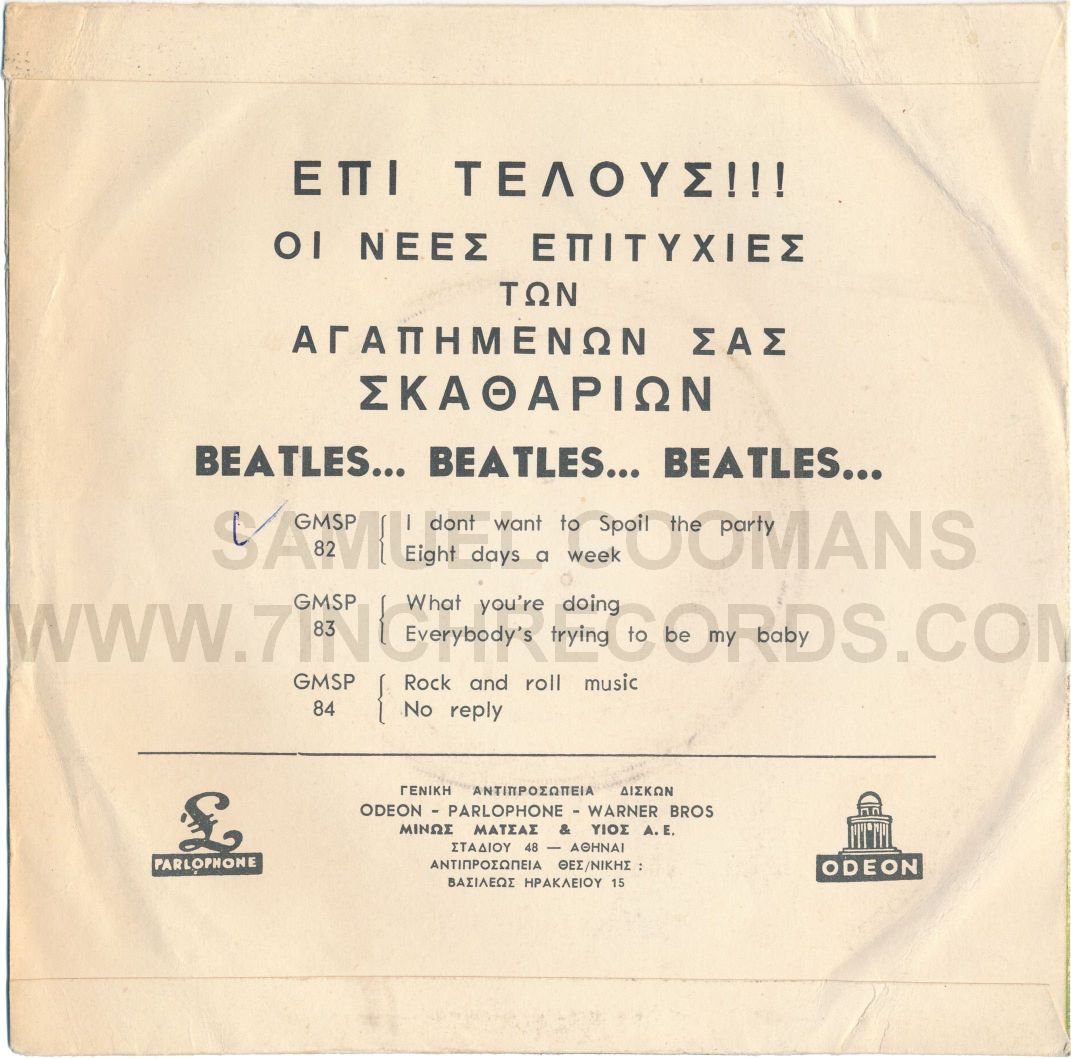 ΕΠΙ ΤΕΛΟΥΣ!!!
ΟΙ ΝΕΕΣ ΕΠΙΤΥΧΙΕΣ
ΤΩΝ
ΑΓΑΠΗΜΕΝΩΝ ΣΑΣ
ΣΚΑΘΑΡΙΩΝ
BEATLES... BEATLES... BEATLES...
GMSP 82 { I dont want to Spoil the party
Eight days a week
SAMUEL COOMANS
GMSP 83 { What you're doing
Everybody's trying to be my baby
WWW.7INCHRECORDS.COM
GMSP 84 { Rock and roll music
No reply
ΓΕΝΙΚΗ ΑΝΤΙΠΡΟΣΩΠΕΙΑ ΔΙΣΚΩΝ
ODEON - PARLOPHONE - WARNER BROS
ΜΙΝΩΣ ΜΑΤΣΑΣ & ΥΙΟΣ Α.Ε.
ΣΤΑΔΙΟΥ 48 — ΑΘΗΝΑΙ
ΑΝΤΙΠΡΟΣΩΠΕΙΑ ΘΕΣ/ΝΙΚΗΣ :
ΒΑΣΙΛΕΩΣ ΗΡΑΚΛΕΙΟΥ 15
£
PARLOPHONE
ODEON